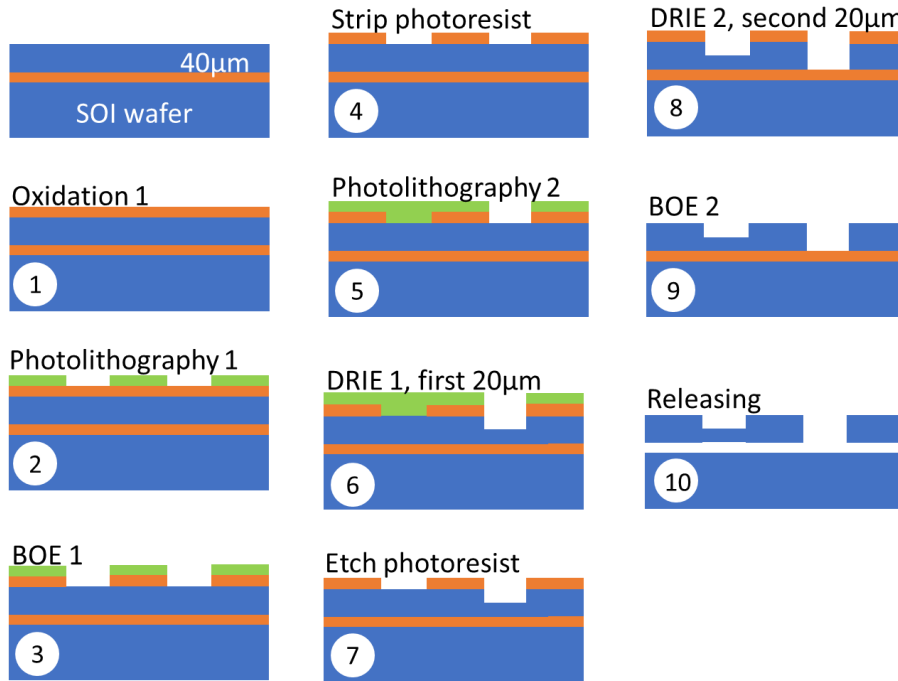 40μm
SOI wafer
Oxidation 1
1
Photolithography 1
2
BOE 1
3
Strip photoresist
4
Photolithography 2
5
DRIE 1, first 20μm
6
Etch photoresist
7
DRIE 2, second 20μm
8
BOE 2
9
Releasing
10